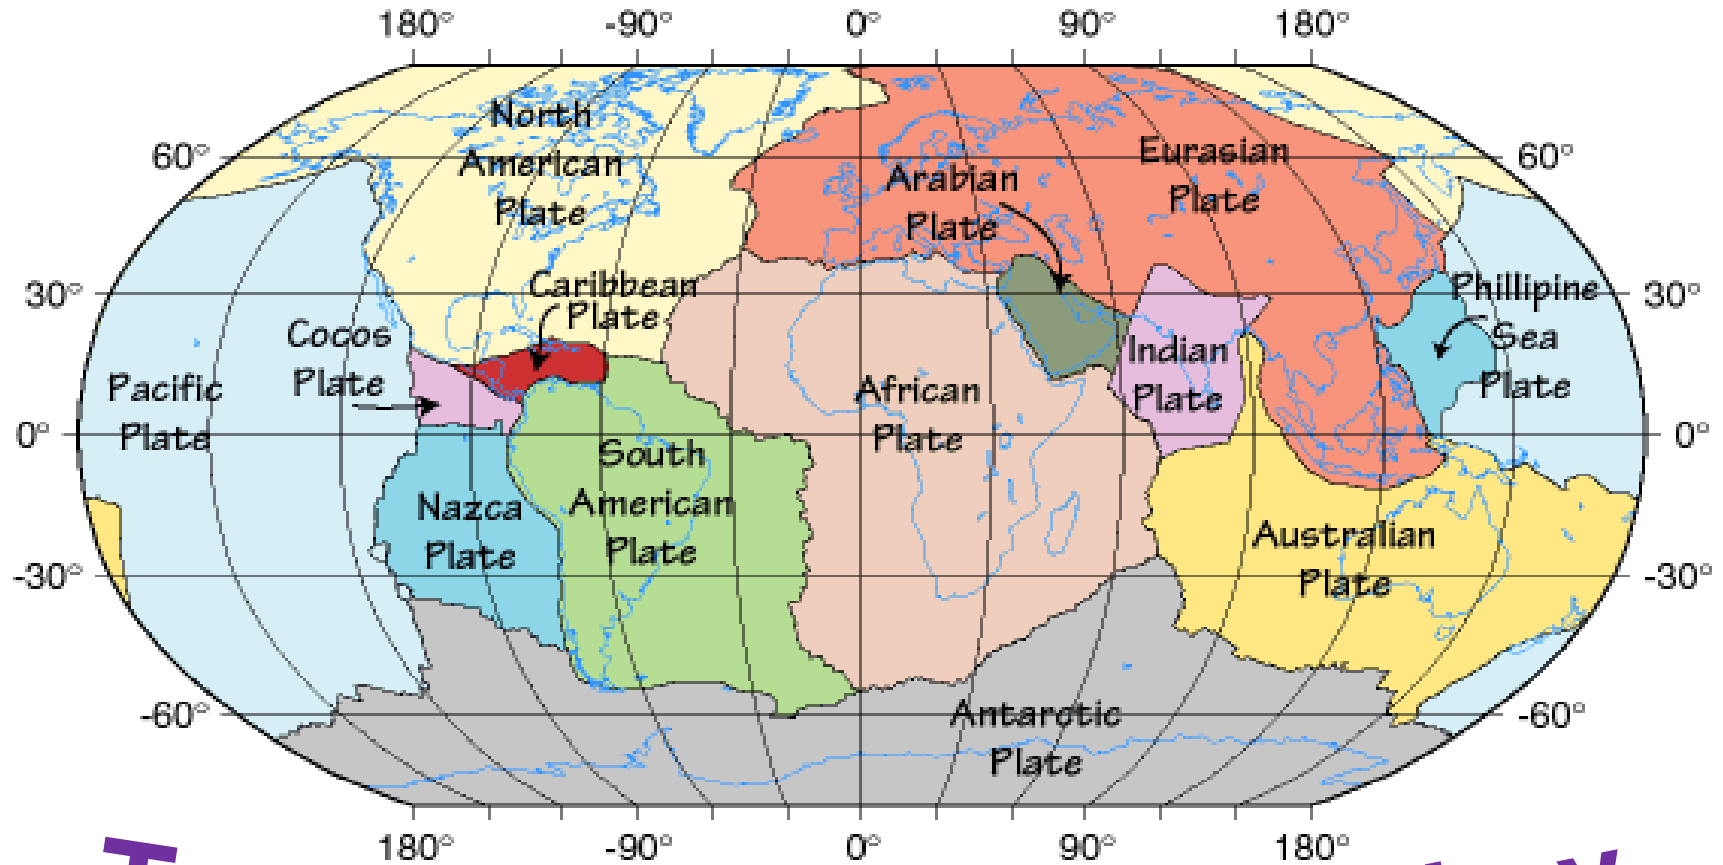 180° -90° 0° 90° 180°
North
American
Plate
60°
Eurasian
Plate
60°
Arabian
Plate
30°
Caribbean
Plate
Phillipine
Sea
Plate
30°
Cocos
Plate
Indian
Plate
Pacific
Plate
African
Plate
0°
0°
South
American
Plate
Nazca
Plate
Australian
Plate
-30°
-30°
-60°
Antarctic
Plate
-60°
180° -90° 0° 90° 180°